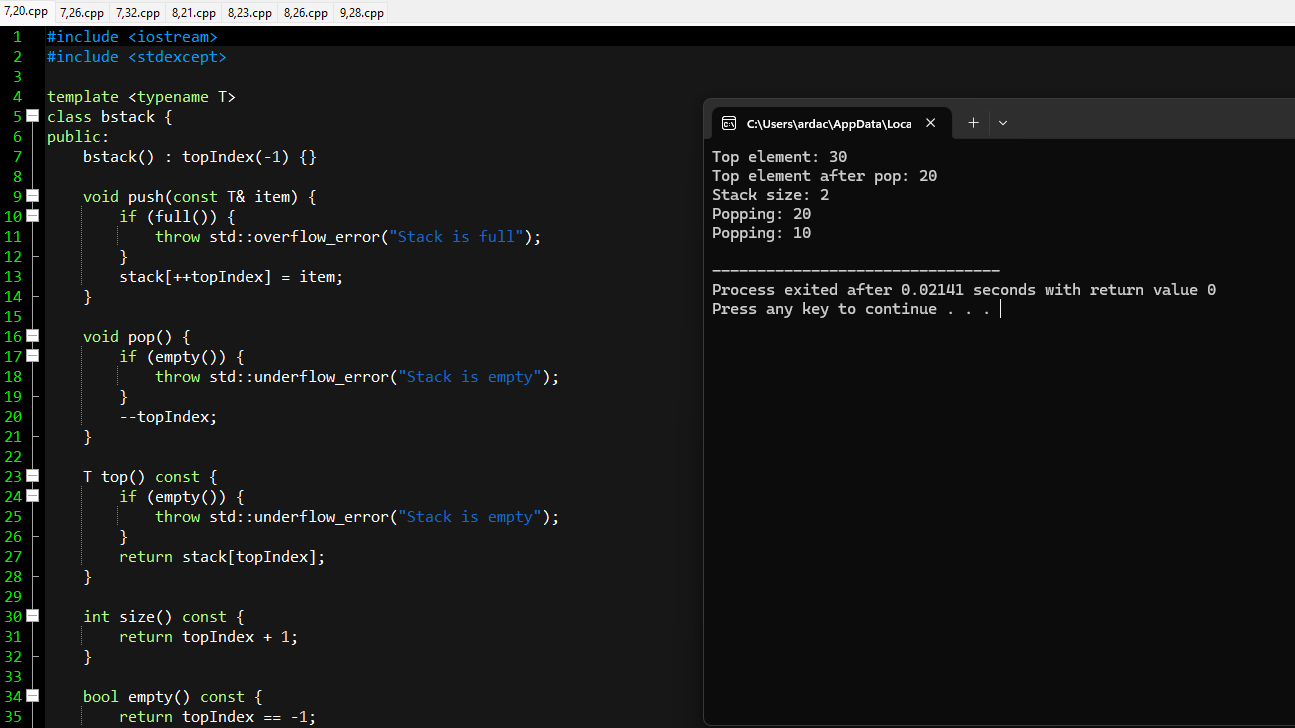 7,20.cpp 7,26.cpp 7,32.cpp 8,21.cpp 8,23.cpp 8,26.cpp 9,28.cpp
1 #include <iostream>
2 #include <stdexcept>
3
4 template <typename T>
5 class bstack {
6 public:
7     bstack() : topIndex(-1) {}
8
9     void push(const T& item) {
10         if (full()) {
11             throw std::overflow_error("Stack is full");
12         }
13         stack[++topIndex] = item;
14     }
15
16     void pop() {
17         if (empty()) {
18             throw std::underflow_error("Stack is empty");
19         }
20         --topIndex;
21     }
22
23     T top() const {
24         if (empty()) {
25             throw std::underflow_error("Stack is empty");
26         }
27         return stack[topIndex];
28     }
29
30     int size() const {
31         return topIndex + 1;
32     }
33
34     bool empty() const {
35         return topIndex == -1;
C:\Users\ardac\AppData\Loca
Top element: 30
Top element after pop: 20
Stack size: 2
Popping: 20
Popping: 10
--------------------------------
Process exited after 0.02141 seconds with return value 0
Press any key to continue . . .